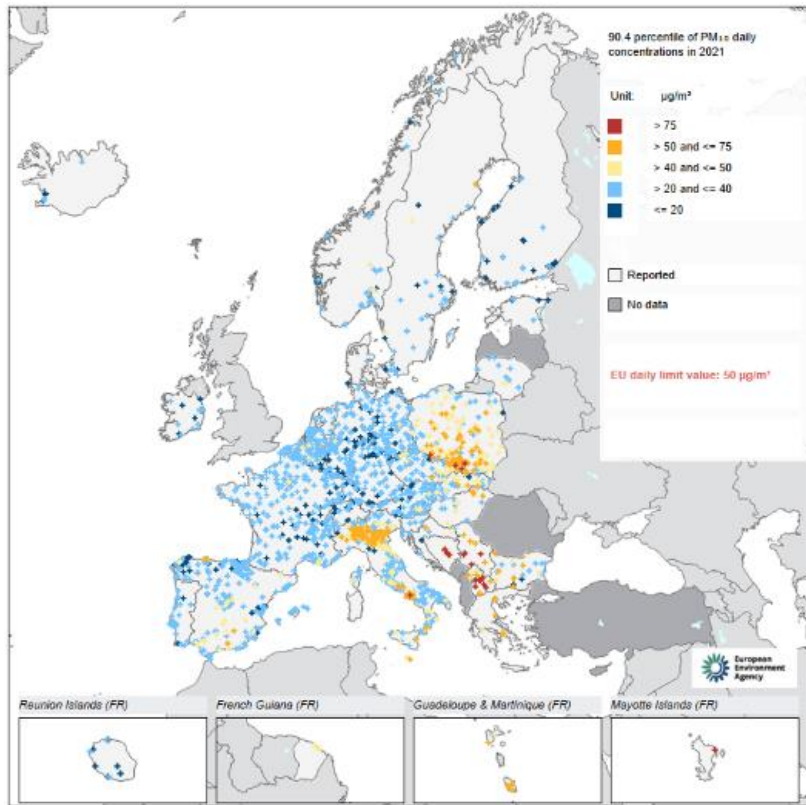 90.4 percentile of PM₁₀ daily
concentrations in 2021
Unit: µg/m³
> 75
> 50 and <= 75
> 40 and <= 50
> 20 and <= 40
<= 20
Reported
No data
EU daily limit value: 50 µg/m³
European
Environment
Agency
Reunion Islands (FR)
French Guiana (FR)
Guadeloupe & Martinique (FR)
Mayotte Islands (FR)